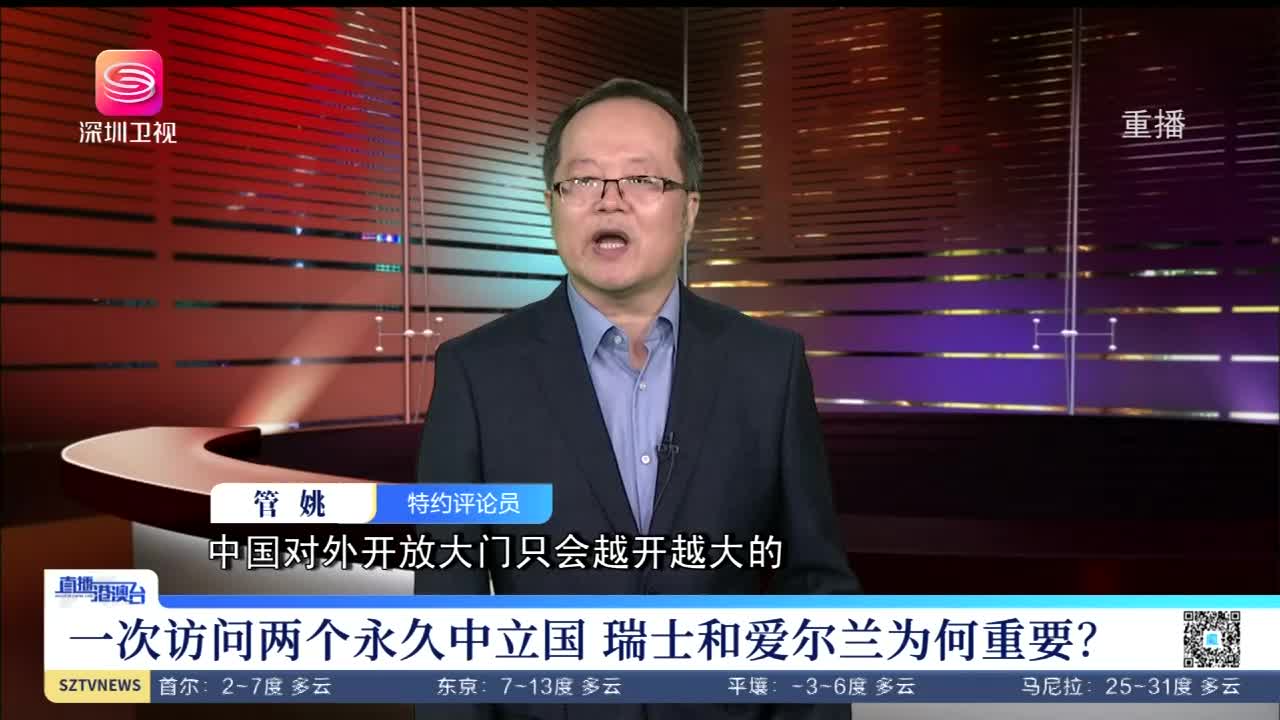 深圳卫视
重播
管姚
特约评论员
中国对外开放大门只会越开越大的
直播港澳台
一次访问两个永久中立国 瑞士和爱尔兰为何重要？
SZTVNEWS
首尔：2~7度 多云
东京：7~13度 多云
平壤：-3~6度 多云
马尼拉：25~31度 多云